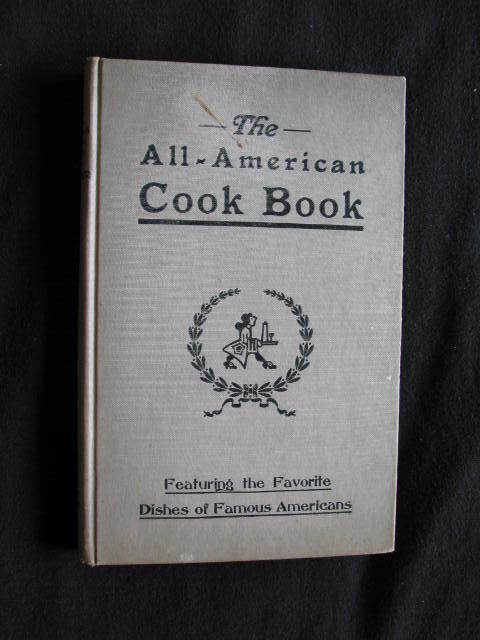 The
All-American
Cook Book
Featuring the Favorite
Dishes of Famous Americans